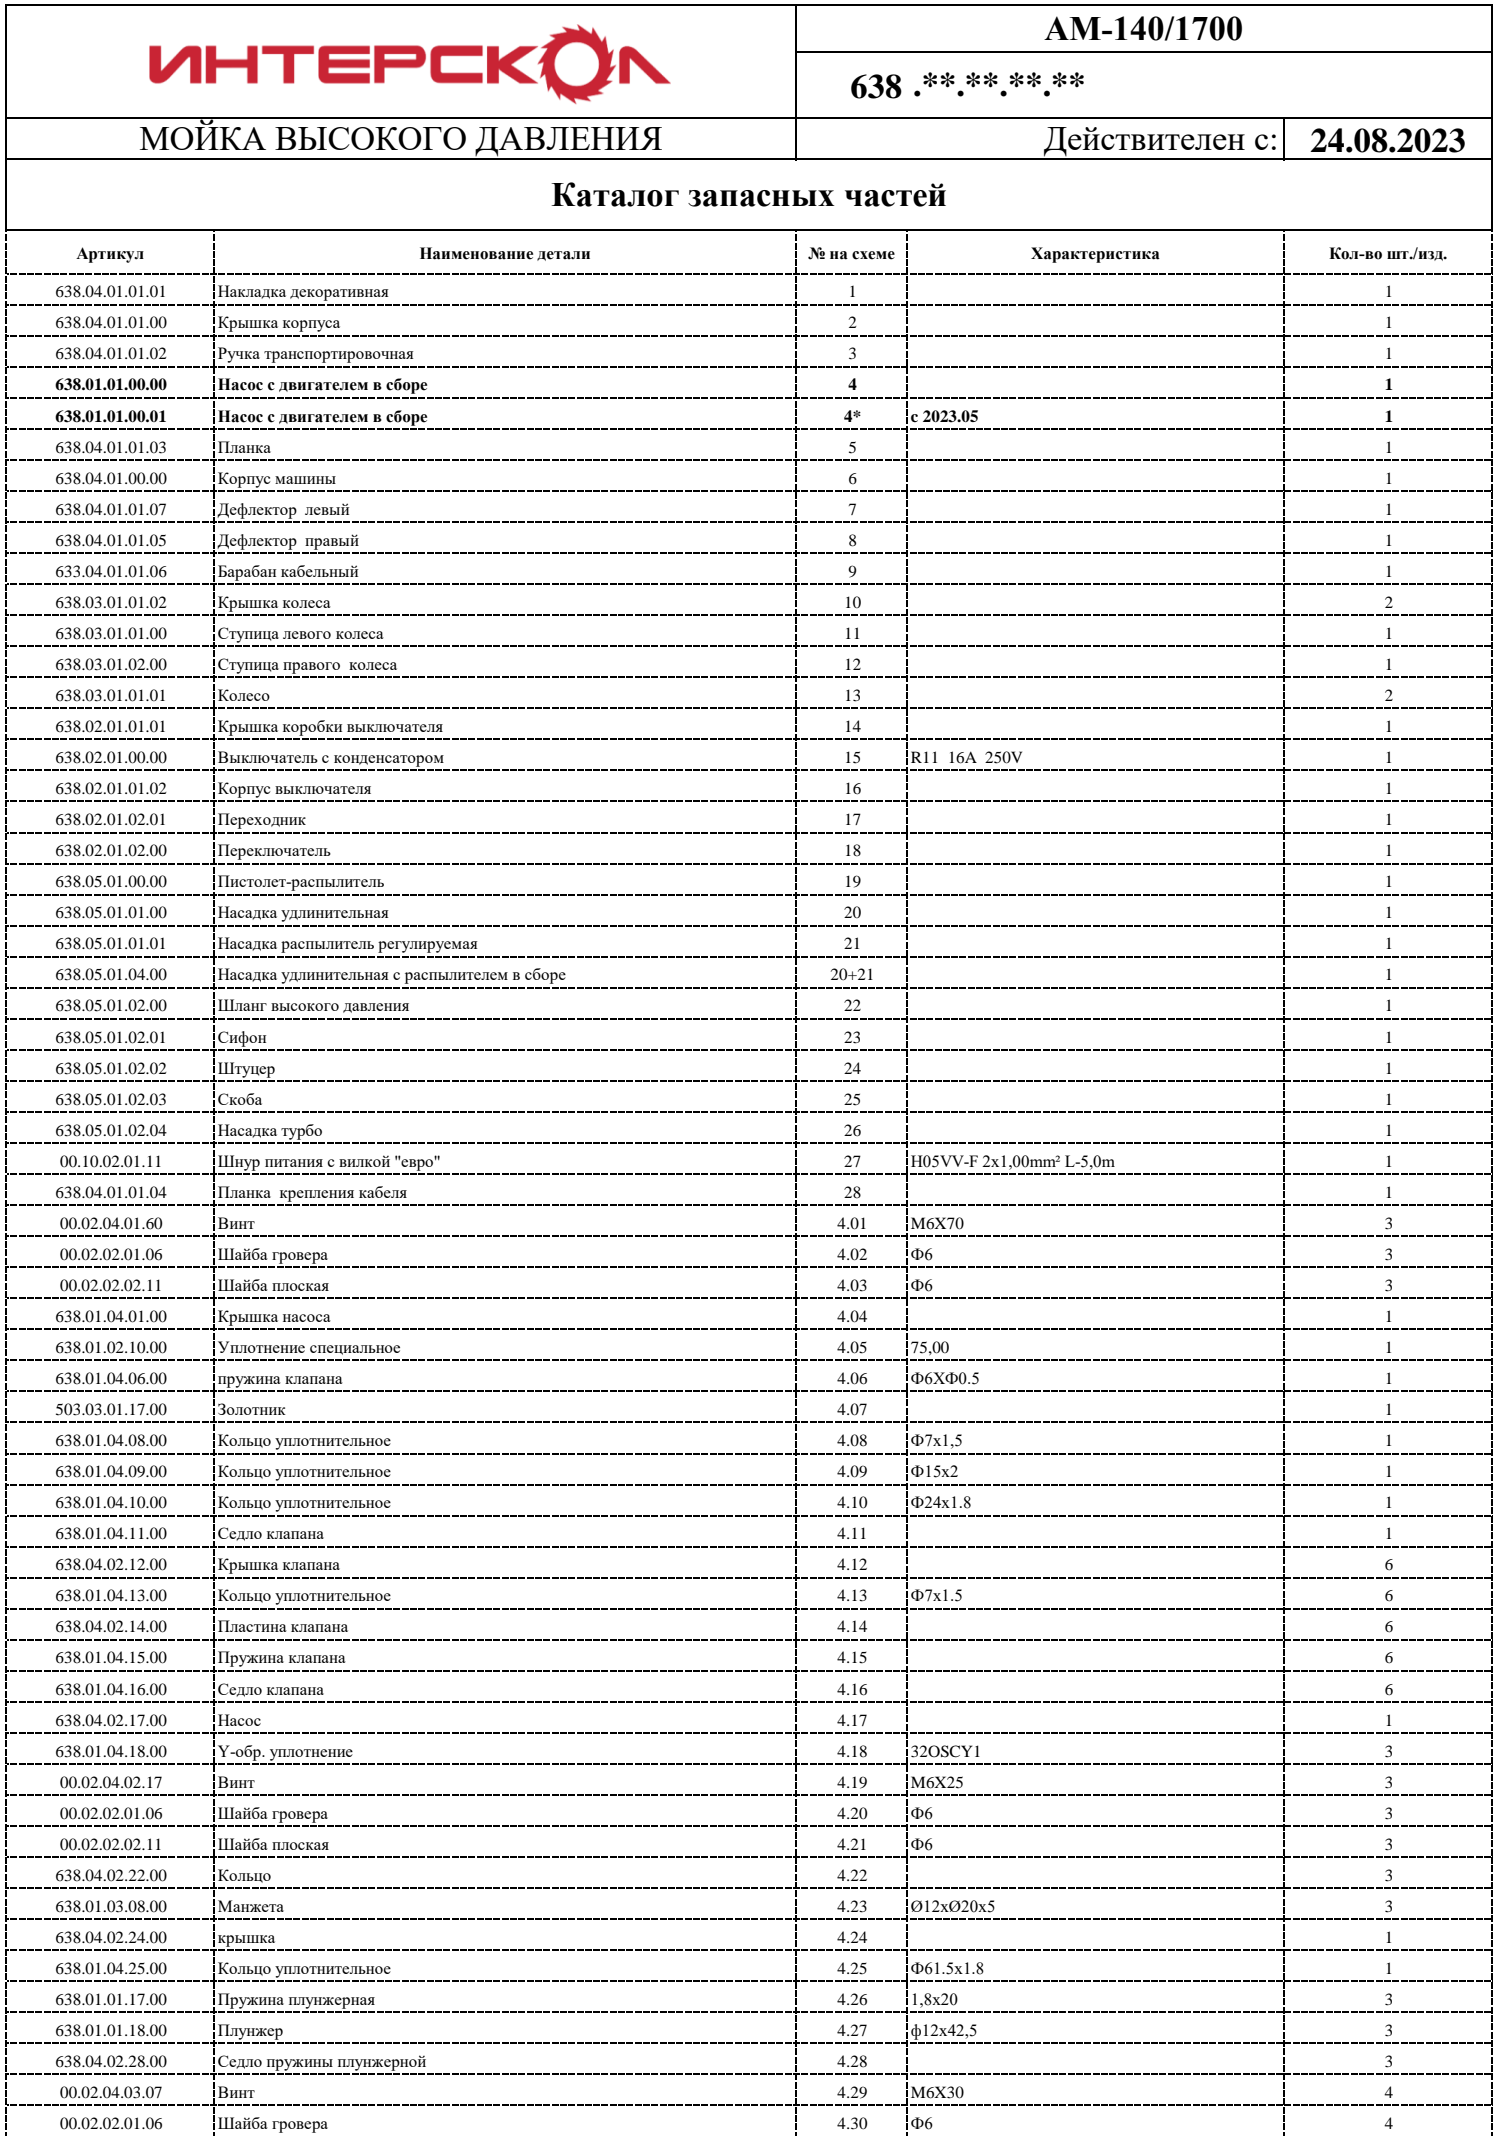 ИНТЕРСКОЛ
АМ-140/1700
638 .**.**.**.**
МОЙКА ВЫСОКОГО ДАВЛЕНИЯ
Действителен с: 24.08.2023
Каталог запасных частей
Артикул Наименование детали № на схеме Характеристика Кол-во шт./изд.
638.04.01.01.01 Накладка декоративная 1 1
638.04.01.01.00 Крышка корпуса 2 1
638.04.01.01.02 Ручка транспортировочная 3 1
638.01.01.00.00 Насос с двигателем в сборе 4 1
638.01.01.00.01 Насос с двигателем в сборе 4* с 2023.05 1
638.04.01.01.03 Планка 5 1
638.04.01.00.00 Корпус машины 6 1
638.04.01.01.07 Дефлектор  левый 7 1
638.04.01.01.05 Дефлектор  правый 8 1
633.04.01.01.06 Барабан кабельный 9 1
638.03.01.01.02 Крышка колеса 10 2
638.03.01.01.00 Ступица левого колеса 11 1
638.03.01.02.00 Ступица правого  колеса 12 1
638.03.01.01.01 Колесо 13 2
638.02.01.01.01 Крышка коробки выключателя 14 1
638.02.01.00.00 Выключатель с конденсатором 15 R11  16A  250V 1
638.02.01.01.02 Корпус выключателя 16 1
638.02.01.02.01 Переходник 17 1
638.02.01.02.00 Переключатель 18 1
638.05.01.00.00 Пистолет-распылитель 19 1
638.05.01.01.00 Насадка удлинительная 20 1
638.05.01.01.01 Насадка распылитель регулируемая 21 1
638.05.01.04.00 Насадка удлинительная с распылителем в сборе 20+21 1
638.05.01.02.00 Шланг высокого давления 22 1
638.05.01.02.01 Сифон 23 1
638.05.01.02.02 Штуцер 24 1
638.05.01.02.03 Скоба 25 1
638.05.01.02.04 Насадка турбо 26 1
00.10.02.01.11 Шнур питания с вилкой "евро" 27 H05VV-F 2x1,00mm² L-5,0m 1
638.04.01.01.04 Планка  крепления кабеля 28 1
00.02.04.01.60 Винт 4.01 M6X70 3
00.02.02.01.06 Шайба гровера 4.02 Ф6 3
00.02.02.02.11 Шайба плоская 4.03 Ф6 3
638.01.04.01.00 Крышка насоса 4.04 1
638.01.02.10.00 Уплотнение специальное 4.05 75,00 1
638.01.04.06.00 пружина клапана 4.06 Ф6XФ0.5 1
503.03.01.17.00 Золотник 4.07 1
638.01.04.08.00 Кольцо уплотнительное 4.08 Ф7x1,5 1
638.01.04.09.00 Кольцо уплотнительное 4.09 Ф15x2 1
638.01.04.10.00 Кольцо уплотнительное 4.10 Ф24x1.8 1
638.01.04.11.00 Седло клапана 4.11 1
638.04.02.12.00 Крышка клапана 4.12 6
638.01.04.13.00 Кольцо уплотнительное 4.13 Ф7x1.5 6
638.04.02.14.00 Пластина клапана 4.14 6
638.01.04.15.00 Пружина клапана 4.15 6
638.01.04.16.00 Седло клапана 4.16 6
638.04.02.17.00 Насос 4.17 1
638.01.04.18.00 Y-обр. уплотнение 4.18 32OSCY1 3
00.02.04.02.17 Винт 4.19 M6X25 3
00.02.02.01.06 Шайба гровера 4.20 Ф6 3
00.02.02.02.11 Шайба плоская 4.21 Ф6 3
638.04.02.22.00 Кольцо 4.22 3
638.01.03.08.00 Манжета 4.23 Ø12xØ20x5 3
638.04.02.24.00 крышка 4.24 1
638.01.04.25.00 Кольцо уплотнительное 4.25 Ф61.5x1.8 1
638.01.01.17.00 Пружина плунжерная 4.26 1,8x20 3
638.01.01.18.00 Плунжер 4.27 ф12x42,5 3
638.04.02.28.00 Седло пружины плунжерной 4.28 3
00.02.04.03.07 Винт 4.29 M6X30 4
00.02.02.01.06 Шайба гровера 4.30 Ф6 4